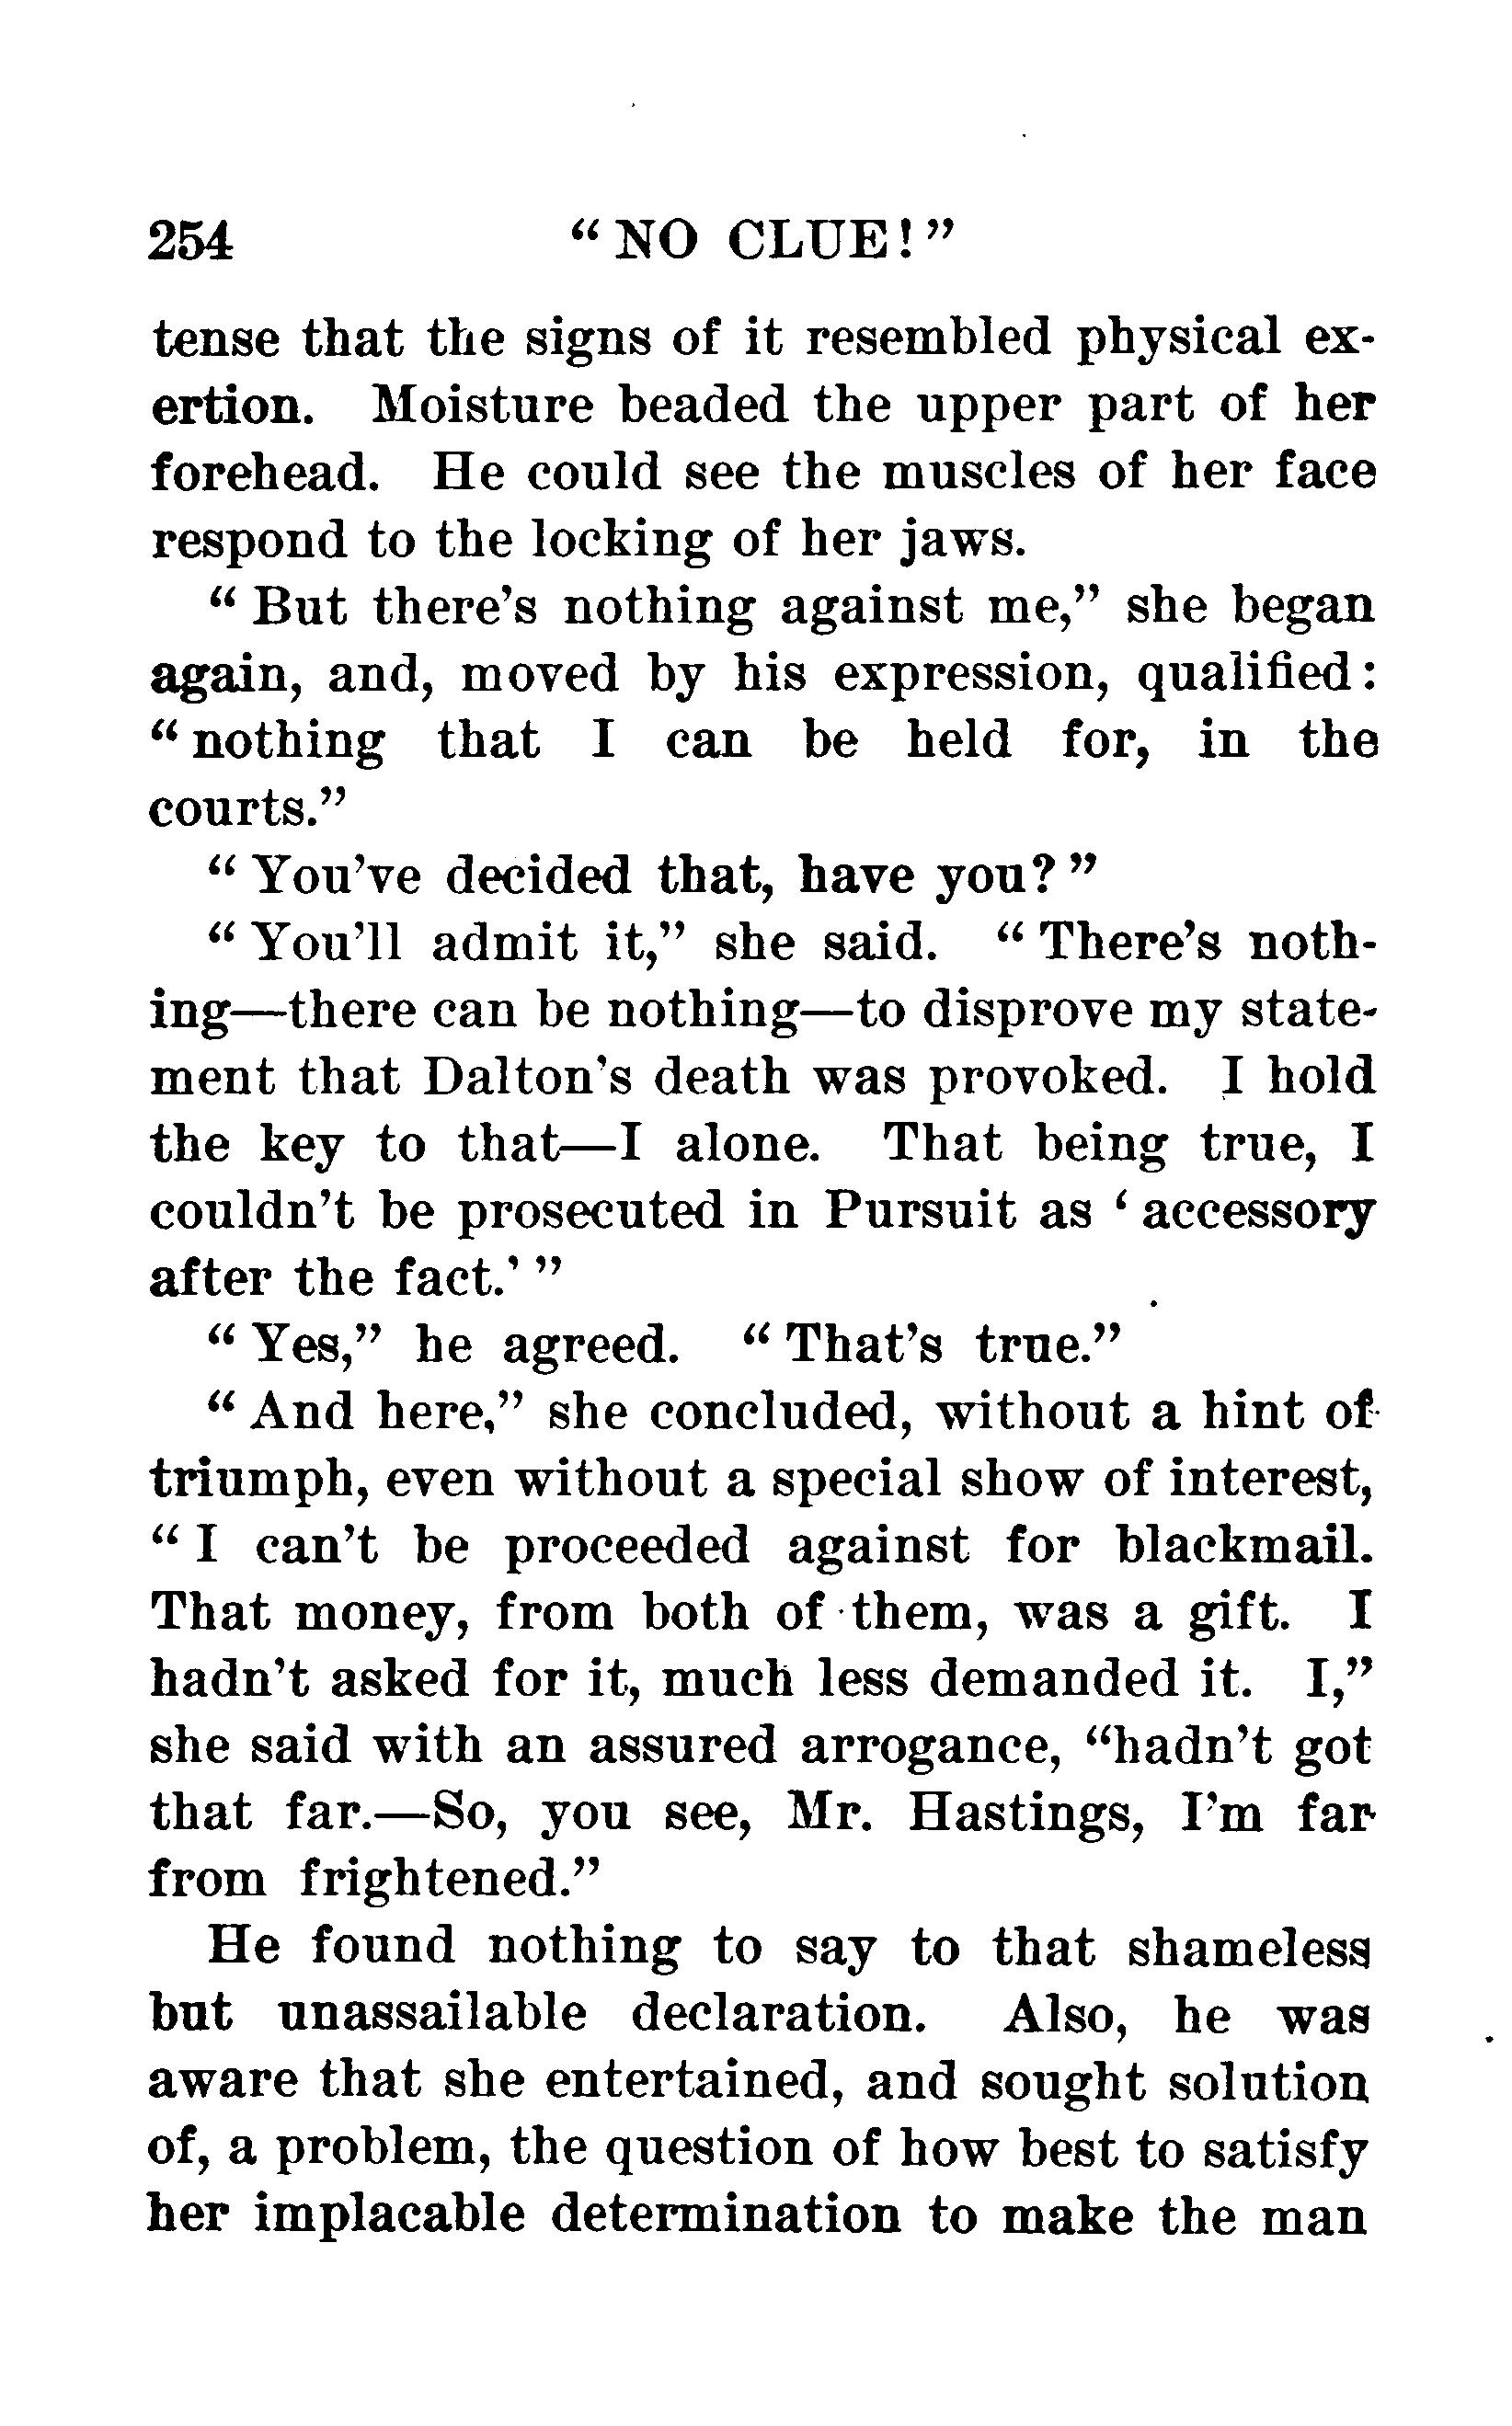 254 “ NO CLUE! ”
tense that the signs of it resembled physical ex-
ertion. Moisture beaded the upper part of her
forehead. He could see the muscles of her face
respond to the locking of her jaws.
“ But there’s nothing against me,” she began
again, and, moved by his expression, qualified:
“ nothing that I can be held for, in the
courts.”
“ You’ve decided that, have you? ”
“ You’ll admit it,” she said. “ There’s noth-
ing—there can be nothing—to disprove my state-
ment that Dalton’s death was provoked. I hold
the key to that—I alone. That being true, I
couldn’t be prosecuted in Pursuit as ‘ accessory
after the fact.’ ”
“ Yes,” he agreed. “ That’s true.”
“ And here,” she concluded, without a hint of
triumph, even without a special show of interest,
“ I can’t be proceeded against for blackmail.
That money, from both of them, was a gift. I
hadn’t asked for it, much less demanded it. I,”
she said with an assured arrogance, “hadn’t got
that far.—So, you see, Mr. Hastings, I’m far
from frightened.”
He found nothing to say to that shameless
but unassailable declaration. Also, he was
aware that she entertained, and sought solution
of, a problem, the question of how best to satisfy
her implacable determination to make the man